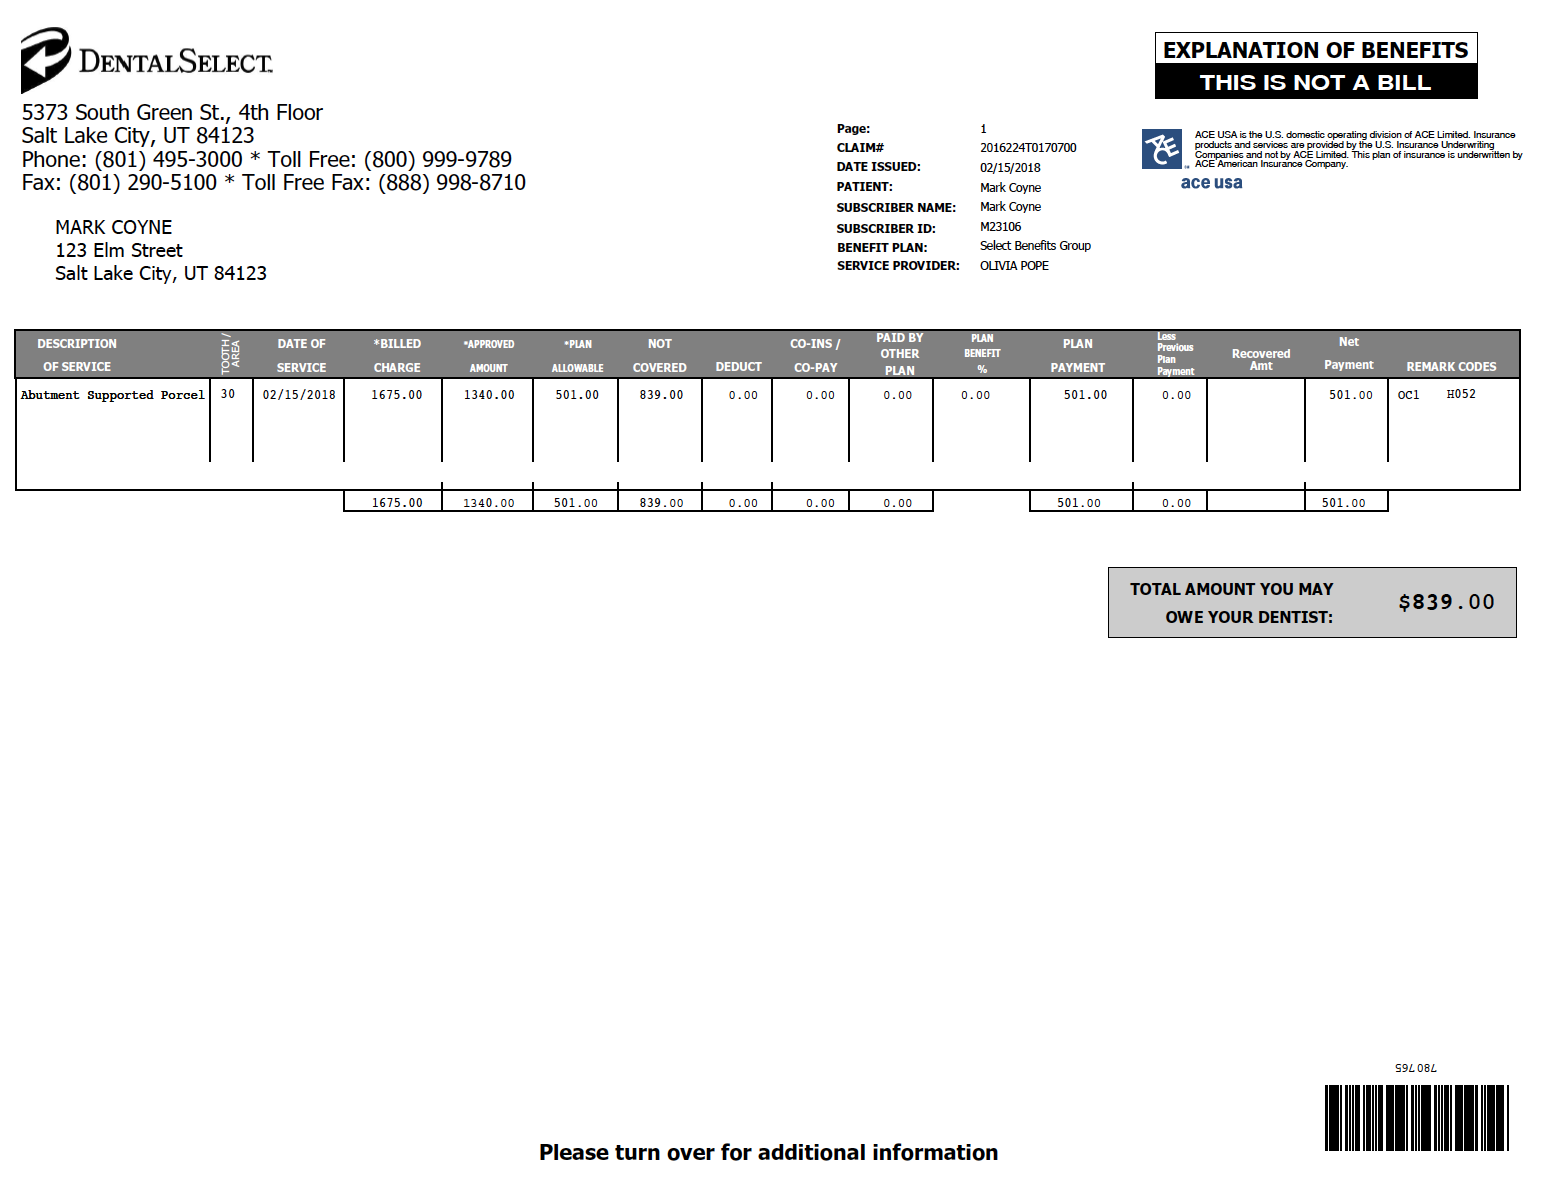 DENTALSELECT
5373 South Green St., 4th Floor
Salt Lake City, UT 84123
Phone: (801) 495-3000 * Toll Free: (800) 999-9789
Fax: (801) 290-5100 * Toll Free Fax: (888) 998-8710
MARK COYNE
123 Elm Street
Salt Lake City, UT 84123
Page: 1
CLAIM# 2016224T0170700
DATE ISSUED: 02/15/2018
PATIENT: Mark Coyne
SUBSCRIBER NAME: Mark Coyne
SUBSCRIBER ID: M23106
BENEFIT PLAN: Select Benefits Group
SERVICE PROVIDER: OLIVIA POPE
EXPLANATION OF BENEFITS
THIS IS NOT A BILL
ACE
ACE USA is the U.S. domestic operating division of ACE Limited. Insurance
products and services are provided by the U.S. Insurance Underwriting
Companies and not by ACE Limited. This plan of insurance is underwritten by
ACE American Insurance Company.
ace usa
DESCRIPTION OF SERVICE TOOTH / AREA DATE OF SERVICE *BILLED CHARGE *APPROVED AMOUNT *PLAN ALLOWABLE NOT COVERED DEDUCT CO-INS / CO-PAY PAID BY OTHER PLAN PLAN BENEFIT % PLAN PAYMENT Less Previous Plan Payment Recovered Amt Net Payment REMARK CODES
Abutment Supported Porcel 30 02/15/2018 1675.00 1340.00 501.00 839.00 0.00 0.00 0.00 0.00 501.00 0.00 501.00 OC1 H052
1675.00 1340.00 501.00 839.00 0.00 0.00 0.00 501.00 0.00 501.00
TOTAL AMOUNT YOU MAY
OWE YOUR DENTIST: $839.00
780765
Please turn over for additional information